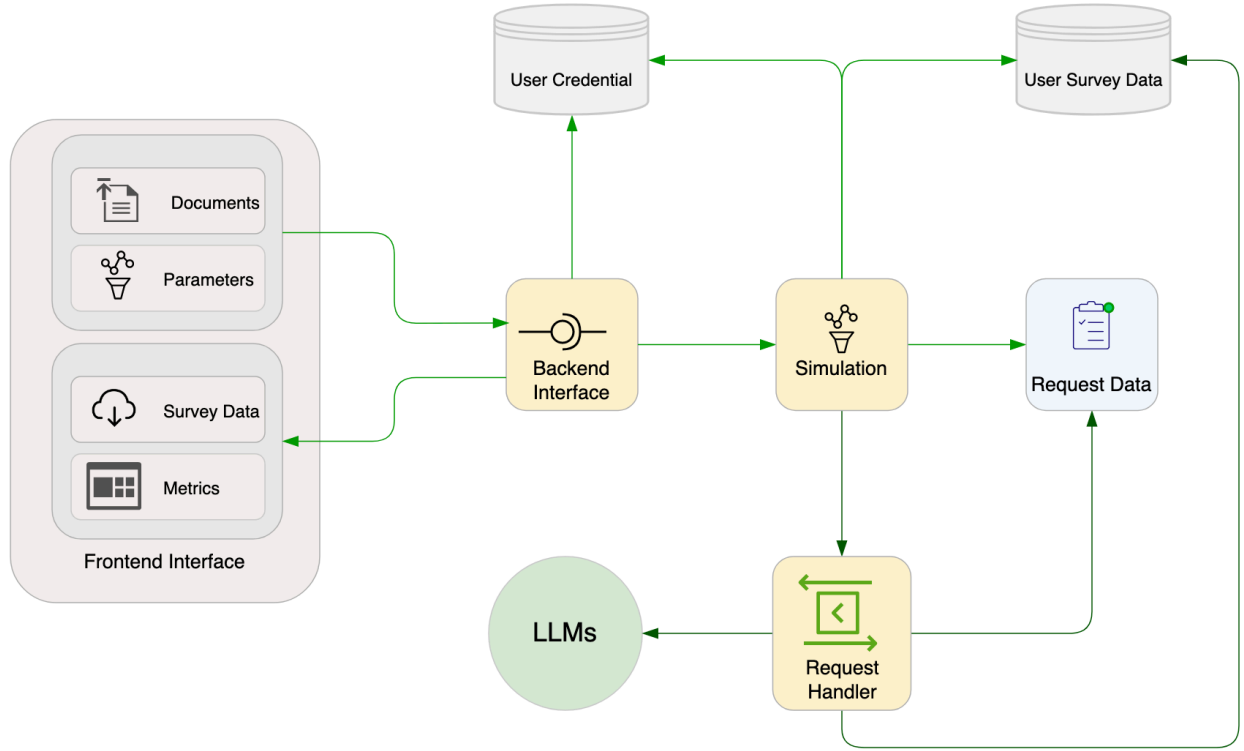 User Credential
User Survey Data
Documents
Parameters
Survey Data
Metrics
Frontend Interface
Backend
Interface
Simulation
Request Data
LLMs
Request
Handler